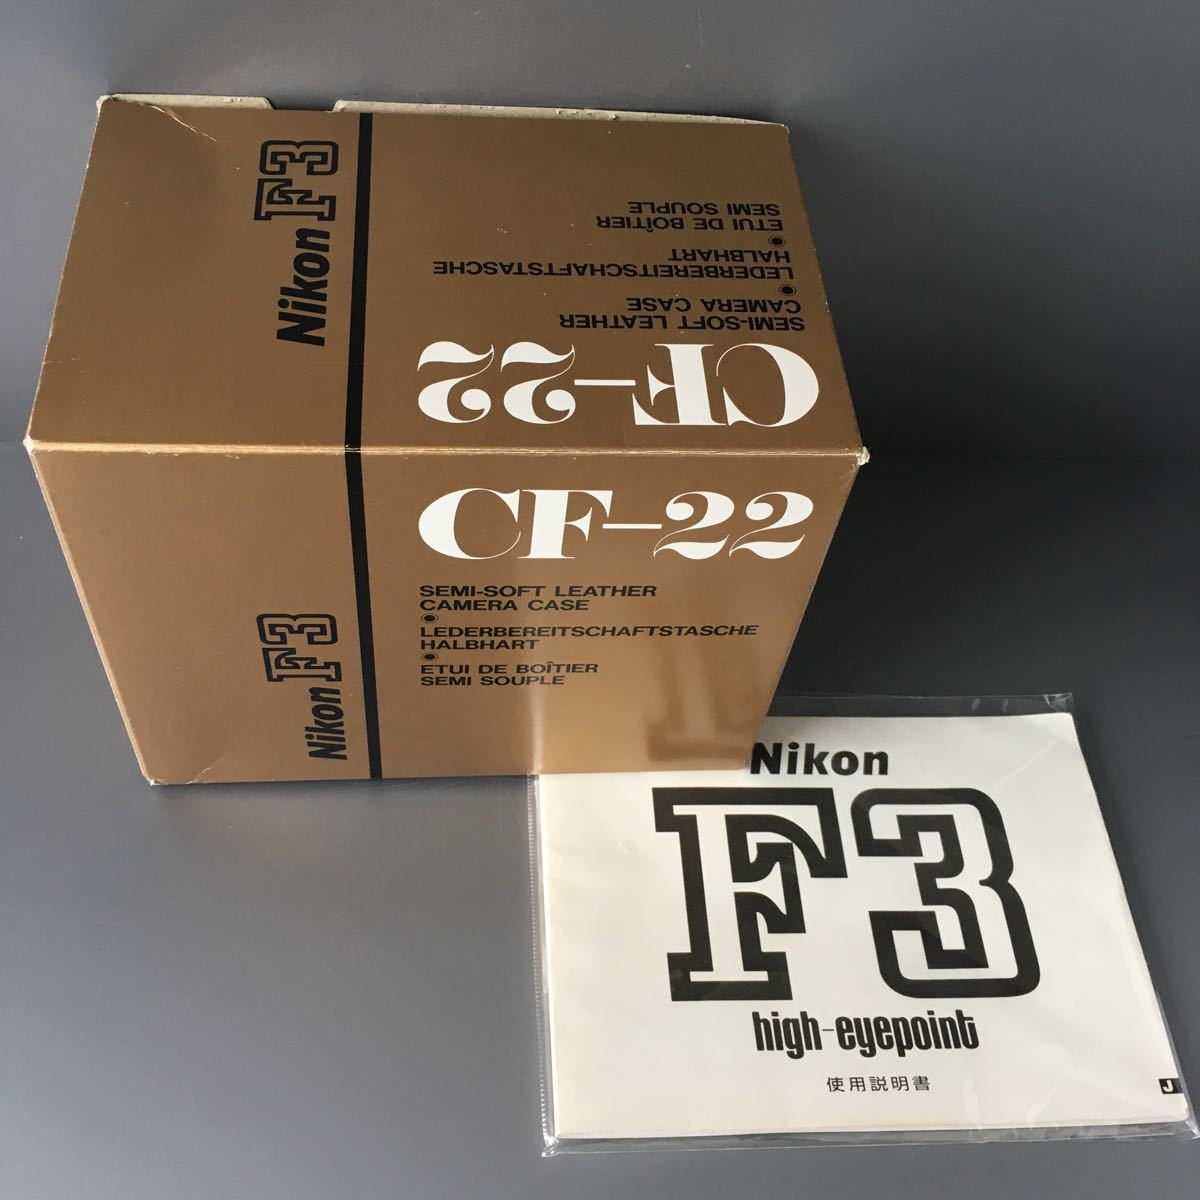 Nikon F3
SEMI-SOFT LEATHER
CAMERA CASE
LEDERBEREITSCHAFTSTASCHE
HALBHART
ETUI DE BOÎTIER
SEMI SOUPLE
CF-22
Nikon F3
CF-22
SEMI-SOFT LEATHER
CAMERA CASE
LEDERBEREITSCHAFTSTASCHE
HALBHART
ETUI DE BOÎTIER
SEMI SOUPLE
Nikon
F3
high-eyepoint
使用説明書
J